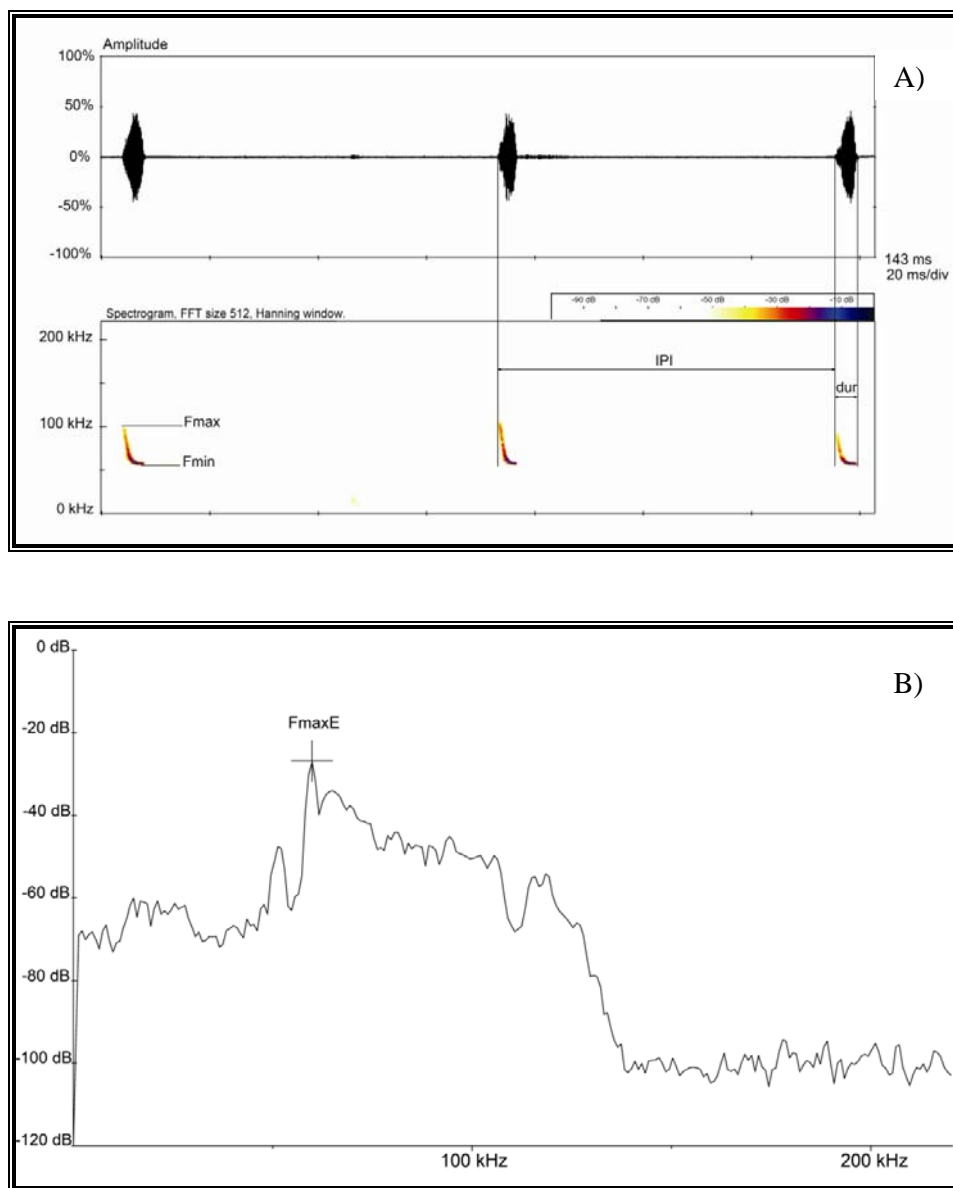 Amplitude
A)
100%
50%
0%
-50%
-100%
143 ms
20 ms/div
-90 dB -70 dB -50 dB -30 dB -10 dB
Spectrogram, FFT size 512, Hanning window.
200 kHz
IPI
dur
100 kHz
Fmax
Fmin
0 kHz
0 dB
B)
-20 dB
FmaxE
-40 dB
-60 dB
-80 dB
-100 dB
-120 dB
100 kHz 200 kHz